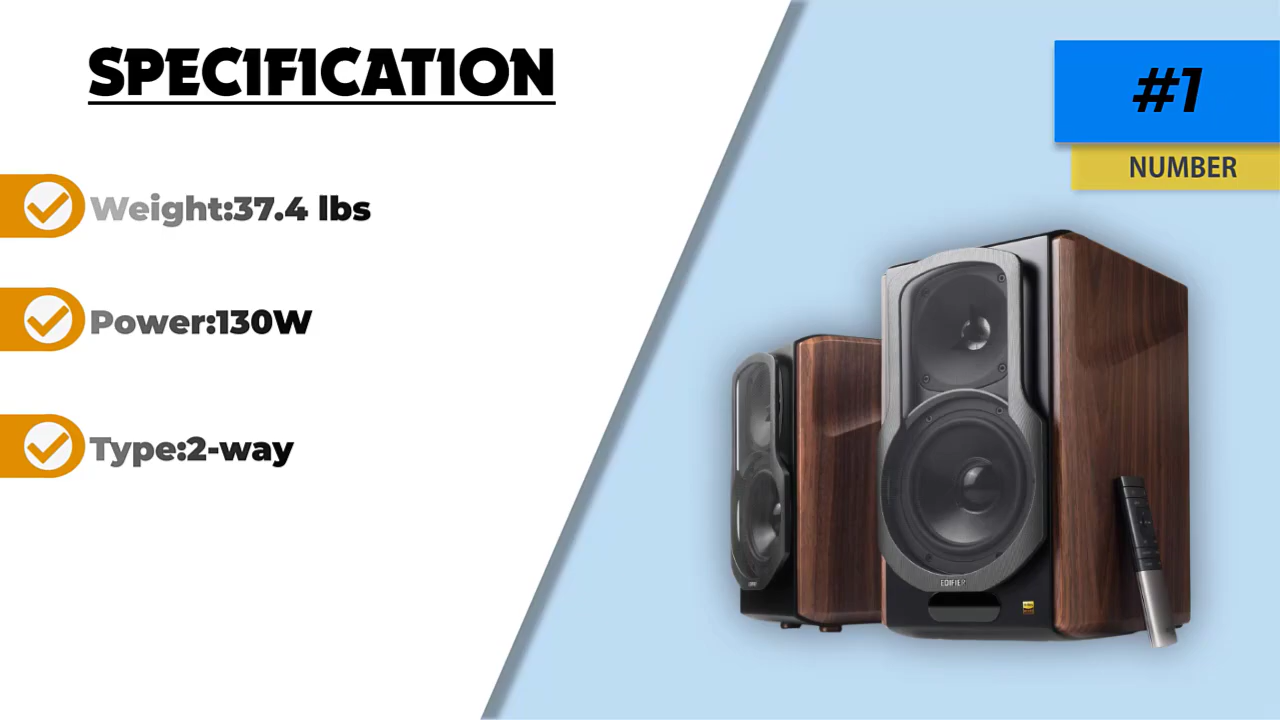 SPECIFICATION
#1
NUMBER
Weight:37.4 lbs
Power:130W
Type:2-way
EDIFIER